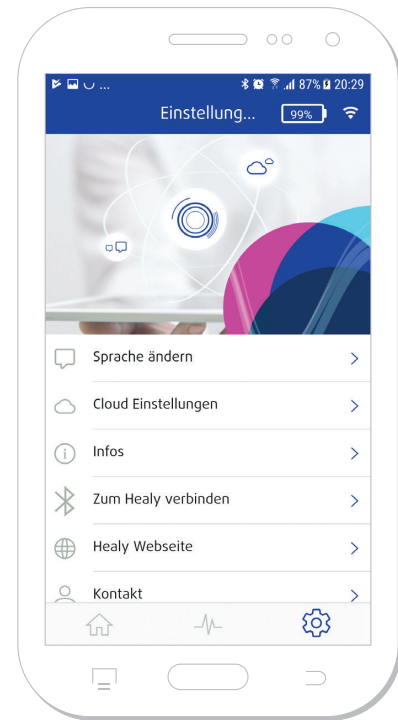 ... 87% 20:29
Einstellung... 99%
Sprache ändern
Cloud Einstellungen
Infos
Zum Healy verbinden
Healy Webseite
Kontakt